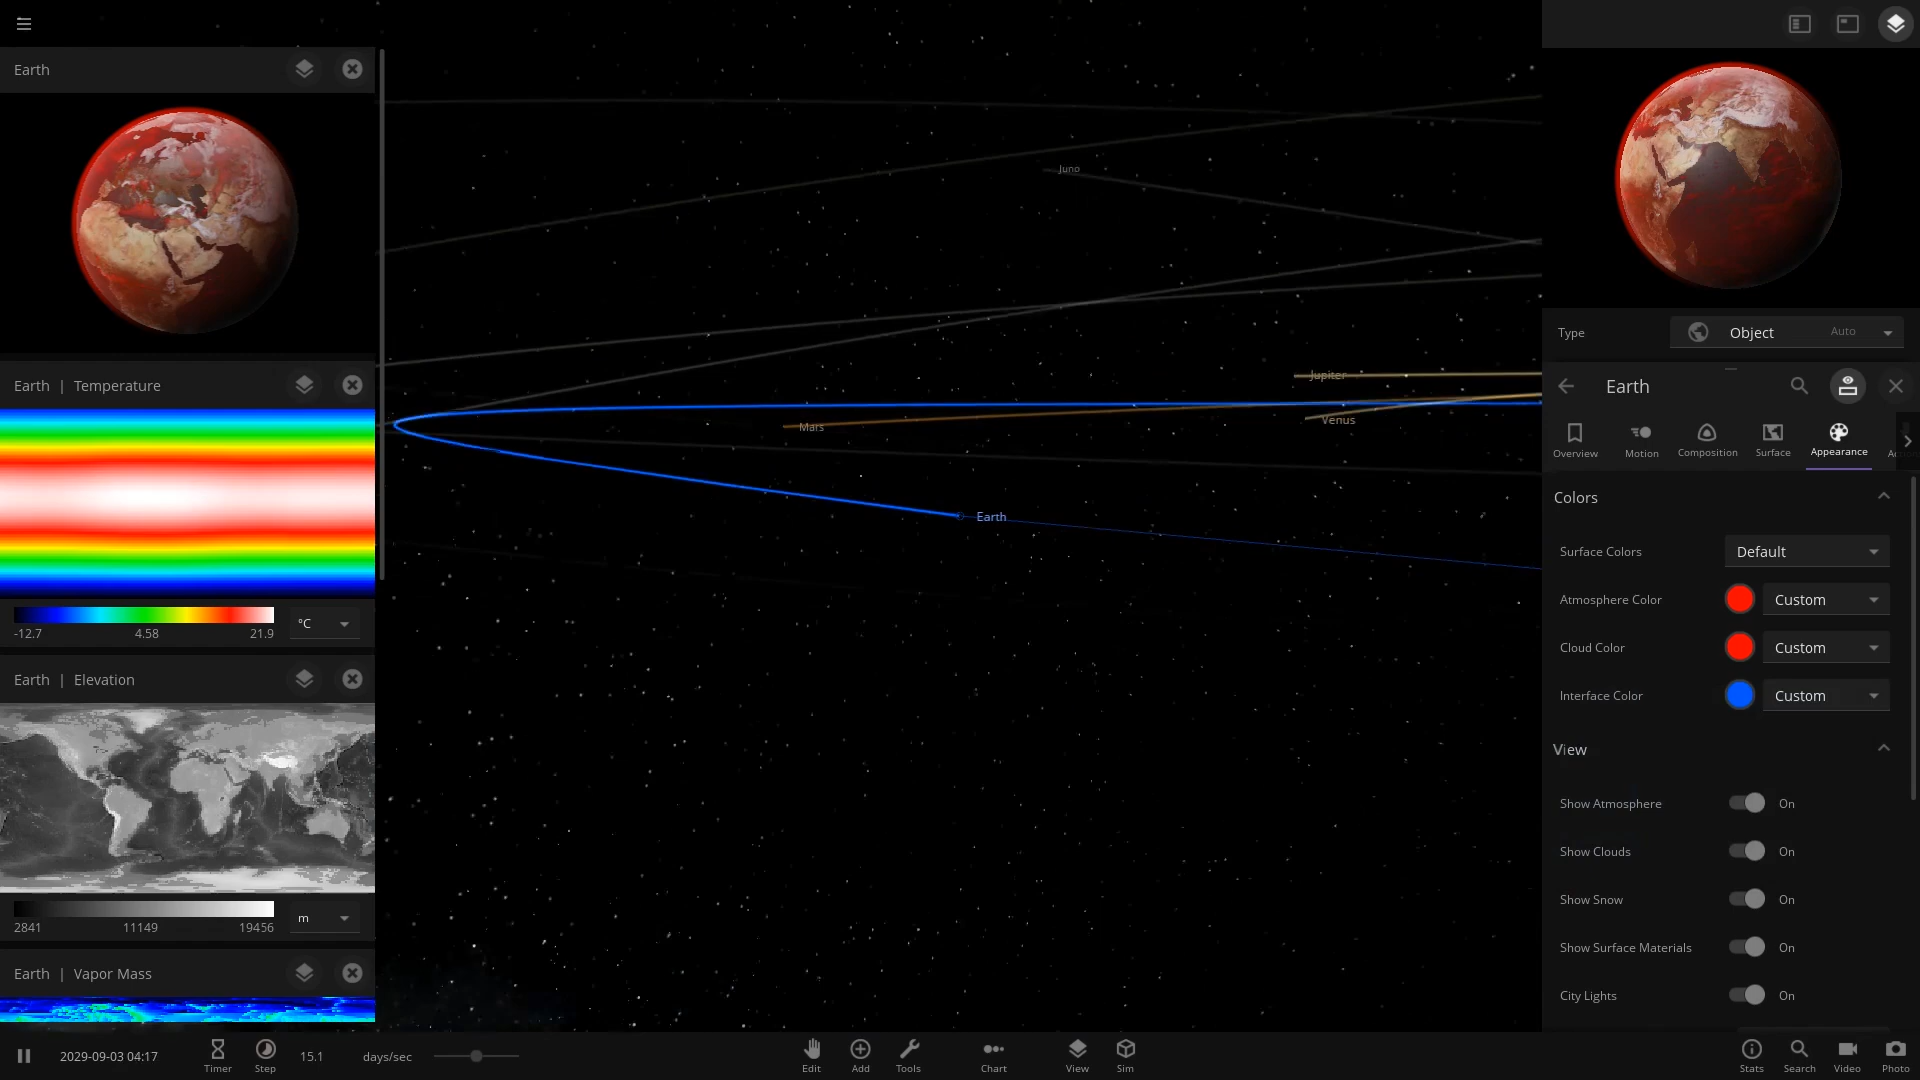 Earth
Earth | Temperature
-12.7 4.58 21.9
°C
Earth | Elevation
2841 11149 19456
m
Earth | Vapor Mass
Juno
Jupiter
Mars
Venus
Earth
Type
Object Auto
Earth
Overview Motion Composition Surface Appearance
Colors
Surface Colors Default
Atmosphere Color Custom
Cloud Color Custom
Interface Color Custom
View
Show Atmosphere On
Show Clouds On
Show Snow On
Show Surface Materials On
City Lights On
2029-09-03 04:17
Timer
Step
15.1 days/sec
Edit
Add
Tools
Chart
View
Sim
Stats
Search
Video
Photo